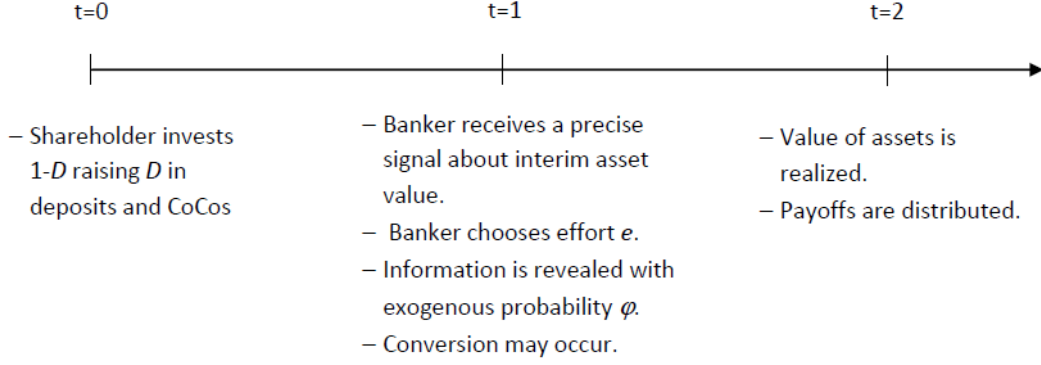 t=0
t=1
t=2
– Shareholder invests
1-D raising D in
deposits and CoCos
– Banker receives a precise
signal about interim asset
value.
– Banker chooses effort e.
– Information is revealed with
exogenous probability φ.
– Conversion may occur.
– Value of assets is
realized.
– Payoffs are distributed.